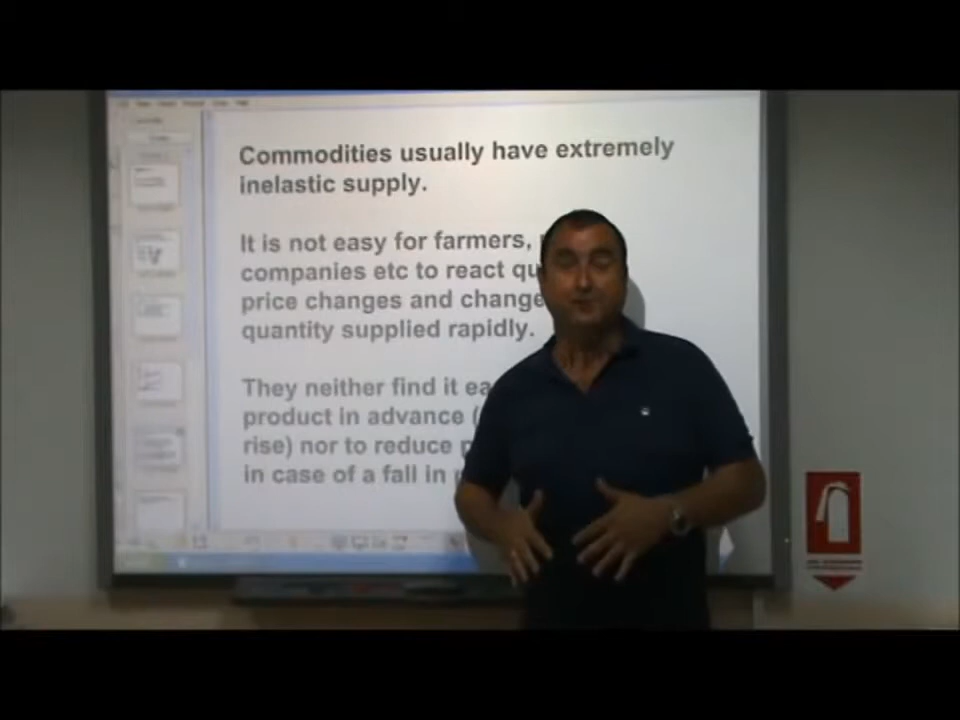 Commodities usually have extremely
inelastic supply.
It is not easy for farmers,
companies etc to react qu
price changes and change
quantity supplied rapidly.
They neither find it ea
product in advance (
rise) nor to reduce
in case of a fall in